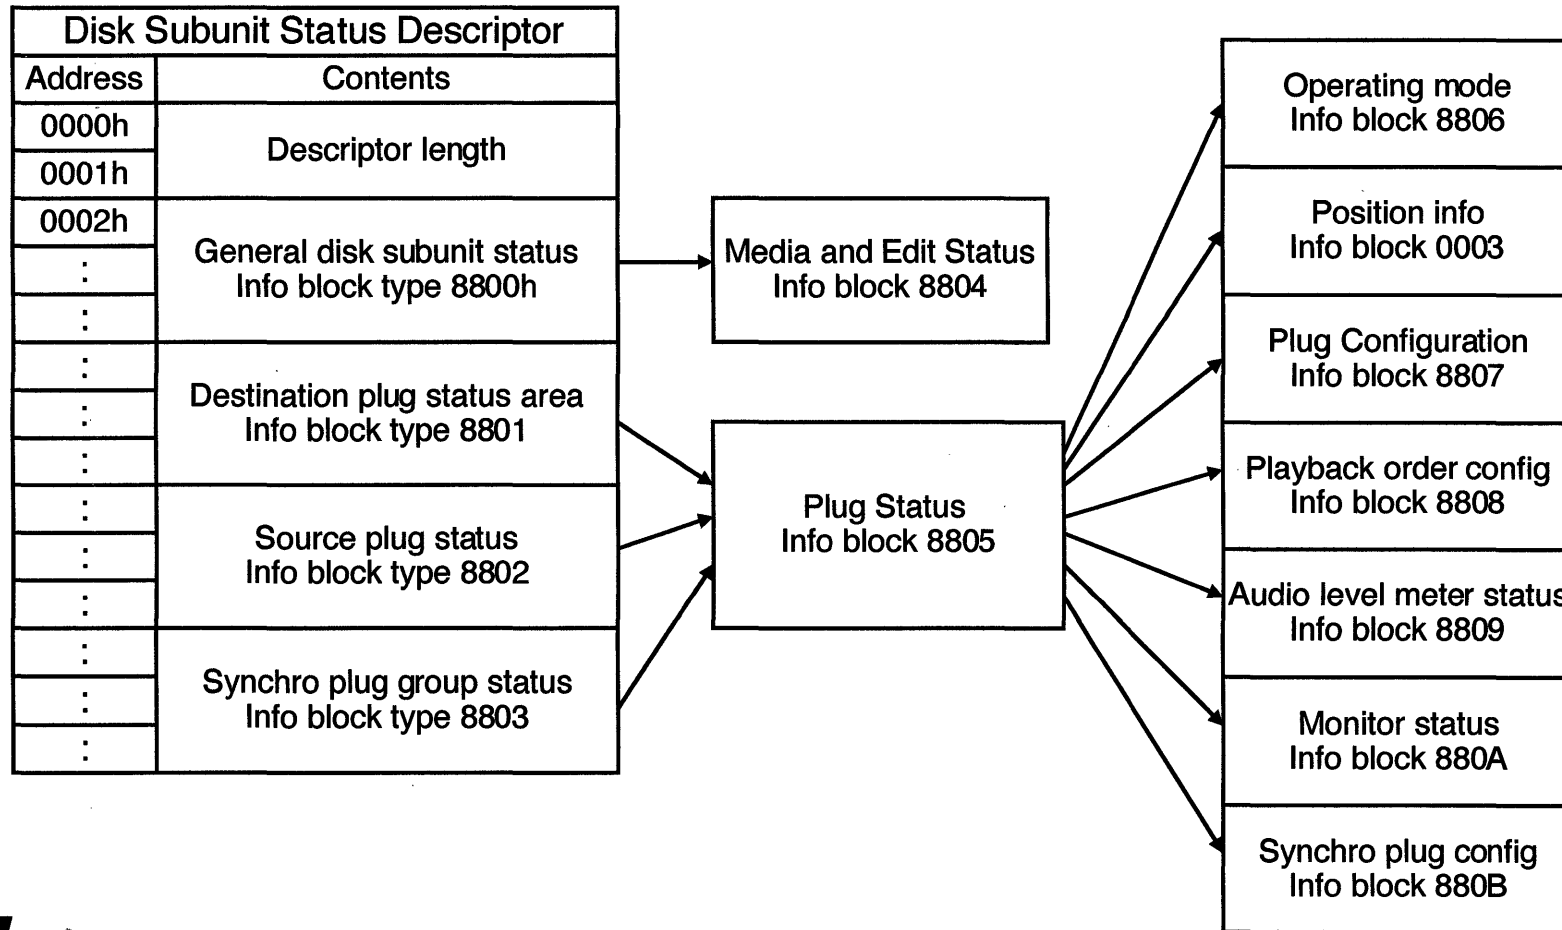 Disk Subunit Status Descriptor
Address
Contents
0000h
0001h
Descriptor length
0002h
:
:
General disk subunit status
Info block type 8800h
:
:
:
Destination plug status area
Info block type 8801
:
:
:
Source plug status
Info block type 8802
:
:
:
Synchro plug group status
Info block type 8803
Media and Edit Status
Info block 8804
Plug Status
Info block 8805
Operating mode
Info block 8806
Position info
Info block 0003
Plug Configuration
Info block 8807
Playback order config
Info block 8808
Audio level meter status
Info block 8809
Monitor status
Info block 880A
Synchro plug config
Info block 880B